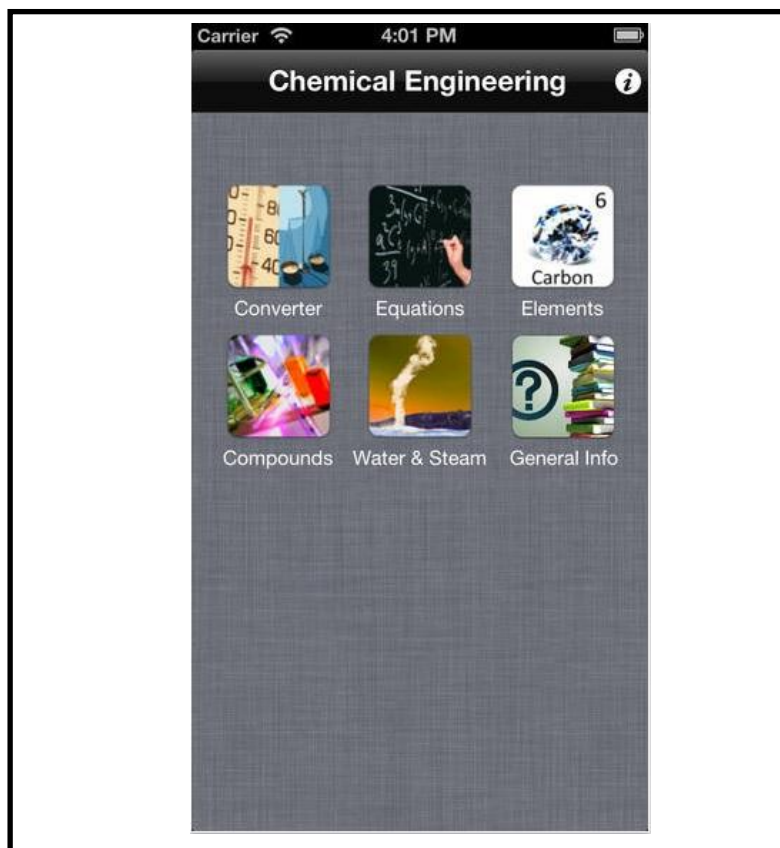 Carrier 4:01 PM
Chemical Engineering i
6
Carbon
Converter Equations Elements
?
Compounds Water & Steam General Info